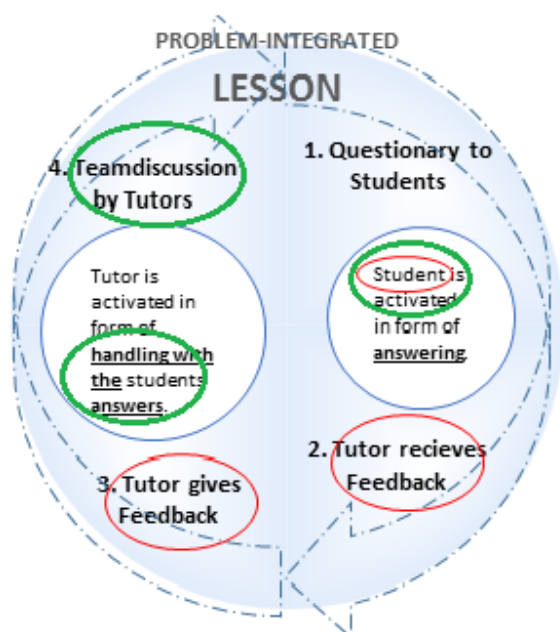 PROBLEM-INTEGRATED
LESSON
1. Questionary to
Students
Student is
activated
in form of
answering.
2. Tutor recieves
Feedback
3. Tutor gives
Feedback
4. Teamdiscussion
by Tutors
Tutor is
activated in
form of
handling with
the students
answers.